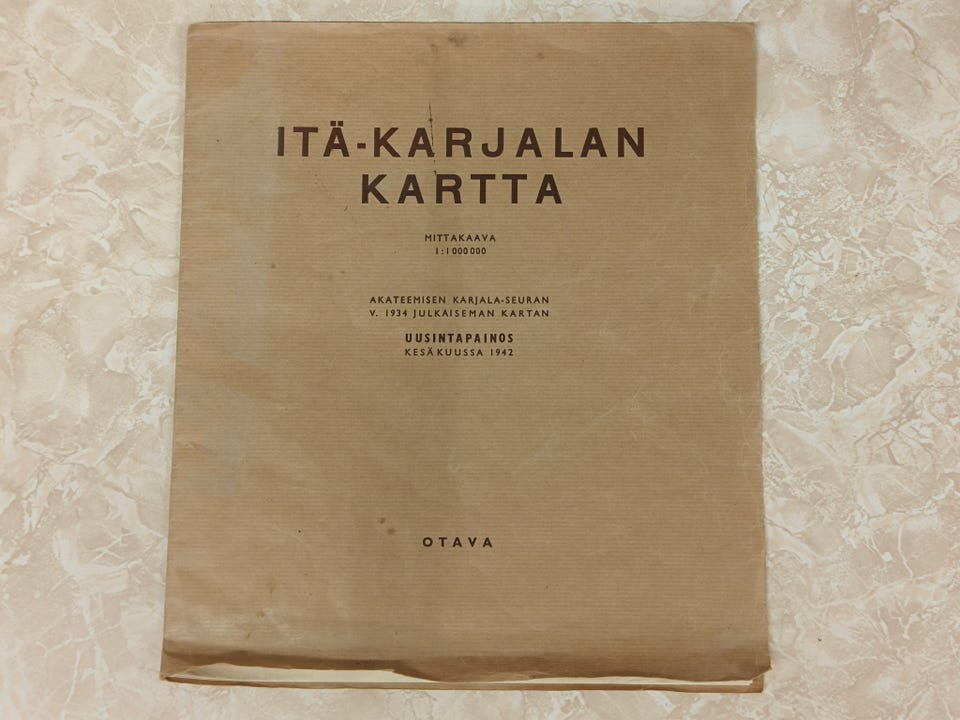 ITÄ-KARJALAN
KARTTA
MITTAKAAVA
1:1 000 000
AKATEEMISEN KARJALA-SEURAN
V. 1934 JULKAISEMAN KARTAN
UUSINTAPAINOS
KESÄKUUSSA 1942
OTAVA